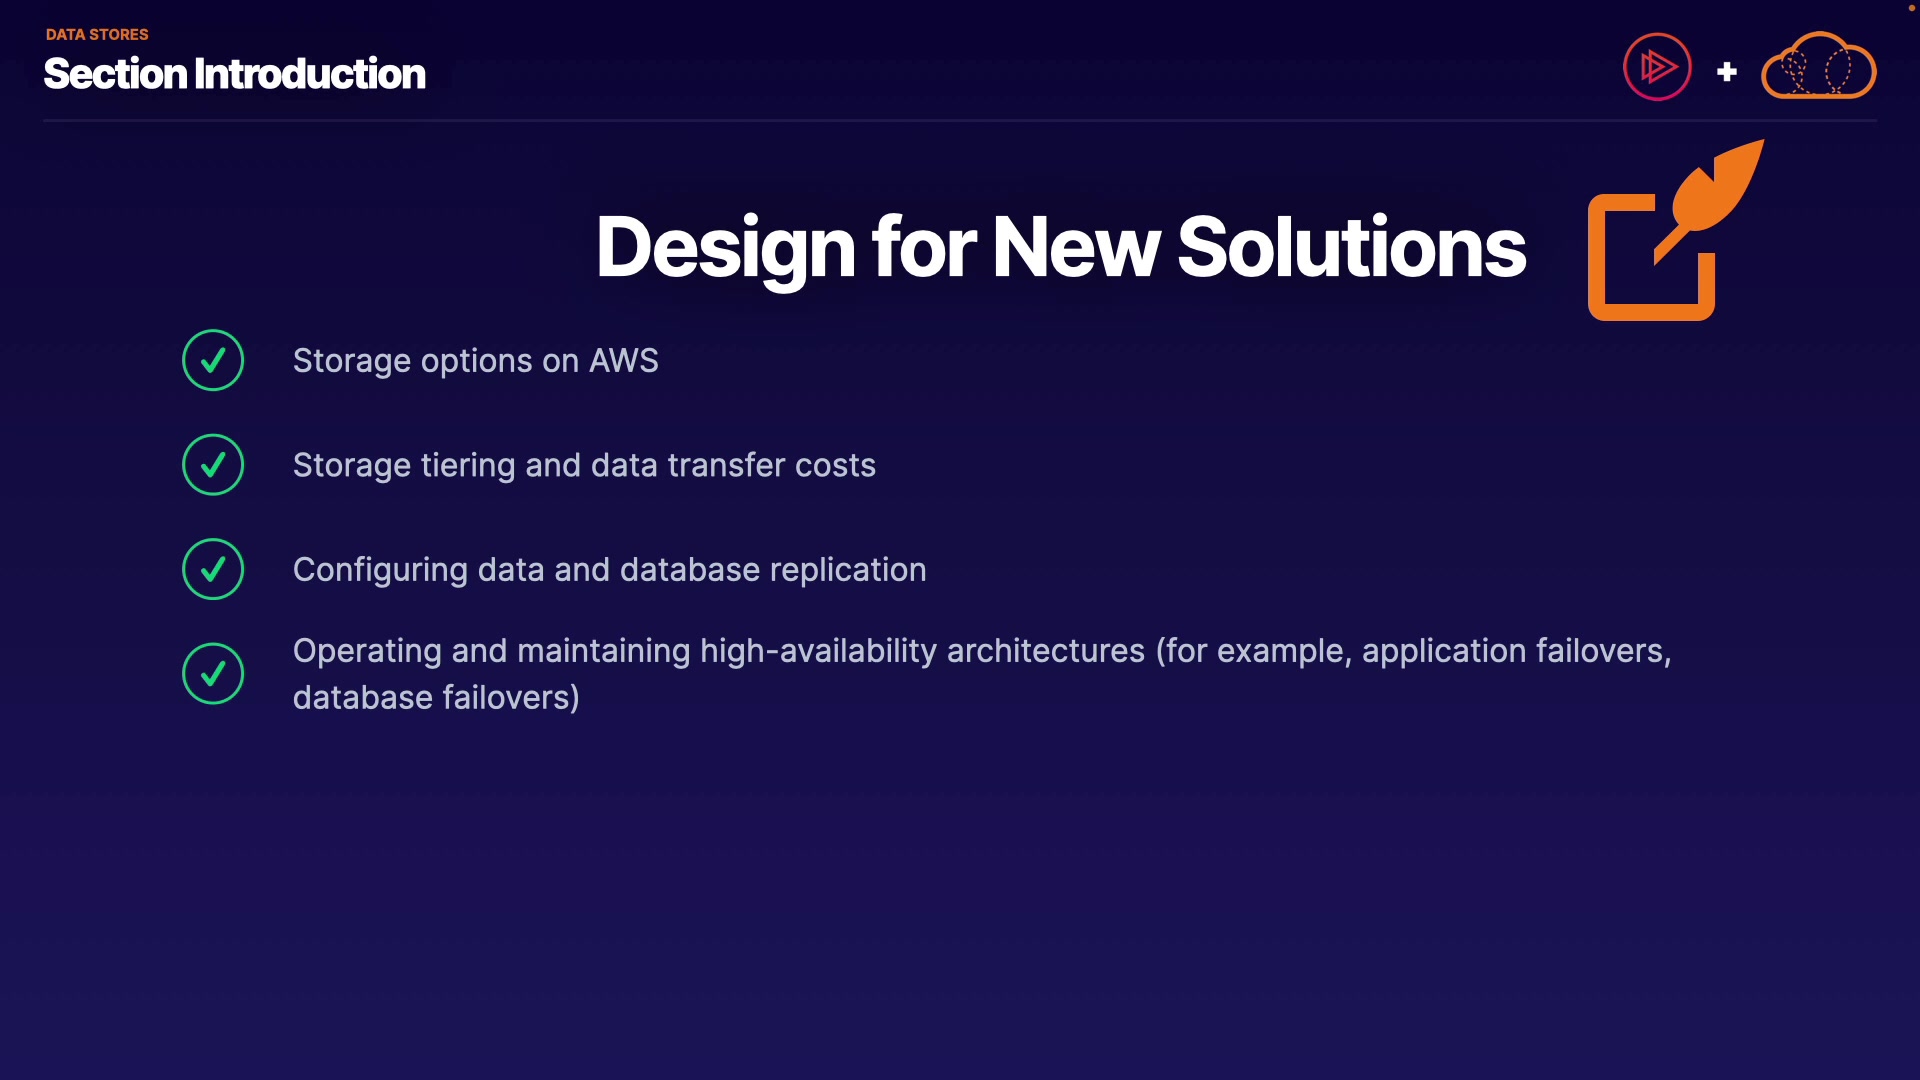 DATA STORES
Section Introduction
Design for New Solutions
Storage options on AWS
Storage tiering and data transfer costs
Configuring data and database replication
Operating and maintaining high-availability architectures (for example, application failovers,
database failovers)